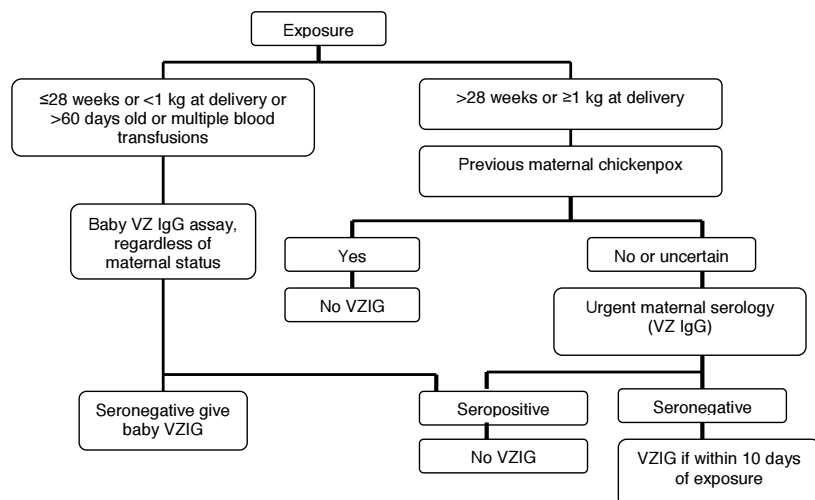 Exposure
≤28 weeks or <1 kg at delivery or
>60 days old or multiple blood
transfusions
>28 weeks or ≥1 kg at delivery
Previous maternal chickenpox
Baby VZ IgG assay,
regardless of
maternal status
Yes
No or uncertain
No VZIG
Urgent maternal serology
(VZ IgG)
Seronegative give
baby VZIG
Seropositive
Seronegative
No VZIG
VZIG if within 10 days
of exposure